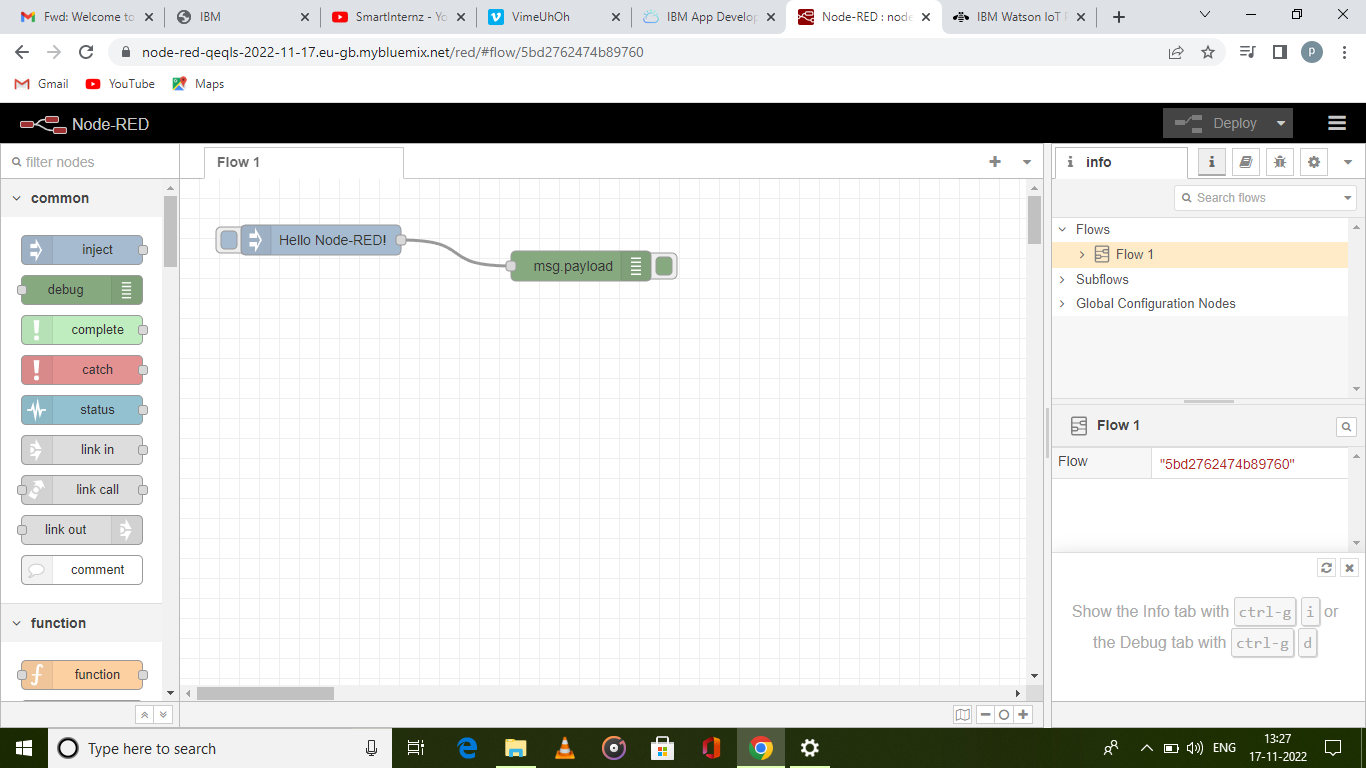 Fwd: Welcome to
IBM
SmartInternz - Yo
VimeUhOh
IBM App Develop
Node-RED : node
IBM Watson IoT P
node-red-qeqls-2022-11-17.eu-gb.mybluemix.net/red/#flow/5bd2762474b89760
p
Gmail
YouTube
Maps
Node-RED
Deploy
filter nodes
Flow 1
info
common
Search flows
Hello Node-RED!
msg.payload
Flows
Flow 1
Subflows
Global Configuration Nodes
inject
debug
complete
catch
status
link in
link call
link out
comment
function
function
Flow 1
Flow
"5bd2762474b89760"
Show the Info tab with ctrl-g i or
the Debug tab with ctrl-g d
Type here to search
ENG
13:27
17-11-2022